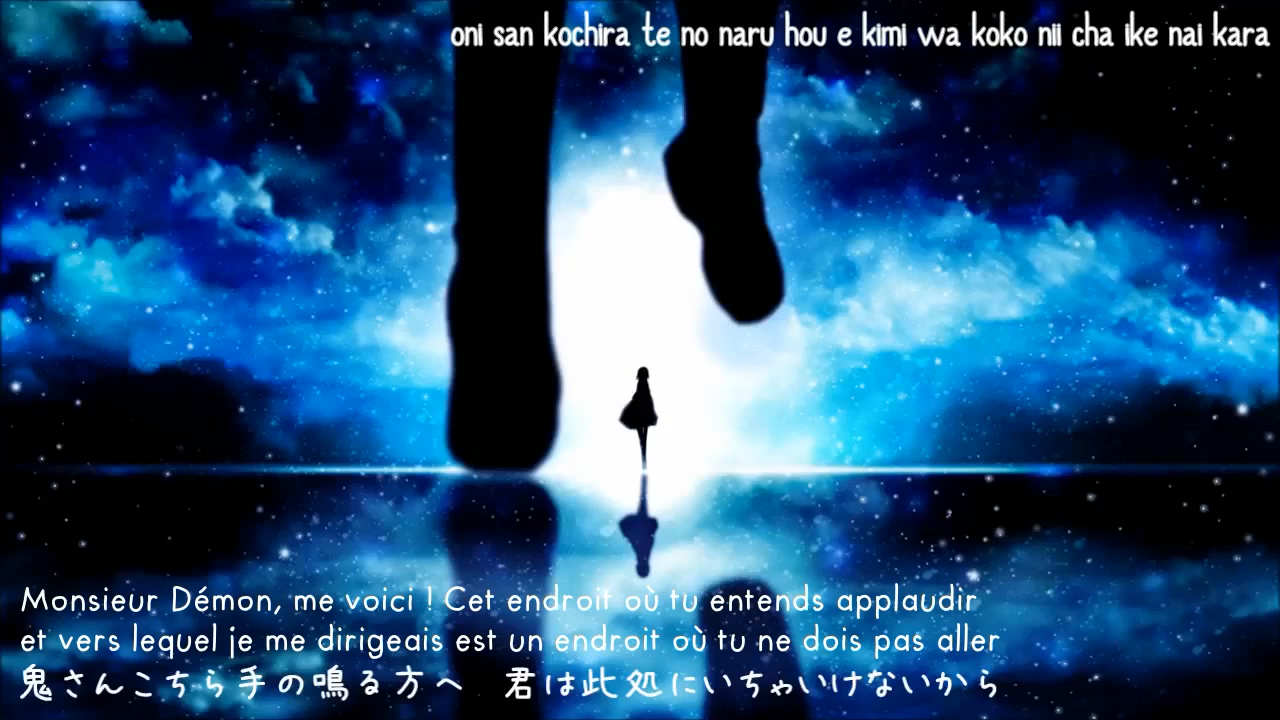 oni san kochira te no naru hou e kimi wa koko nii cha ike nai kara
Monsieur Démon, me voici ! Cet endroit où tu entends applaudir
et vers lequel je me dirigeais est un endroit où tu ne dois pas aller
鬼さんこちら手の鳴る方へ　君は此処にいちゃいけないから